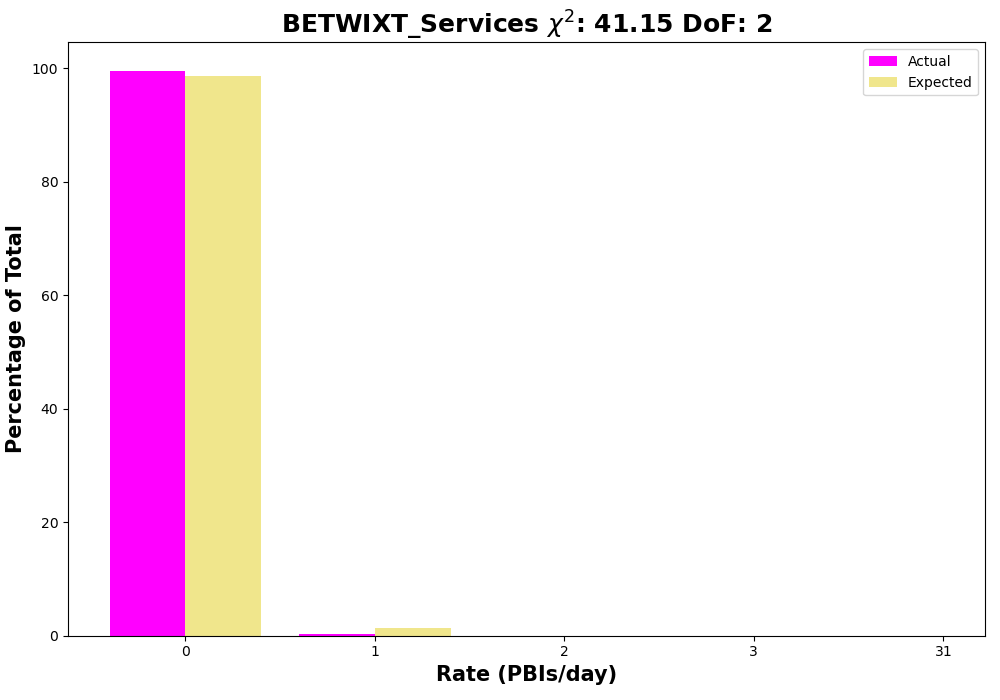 BETWIXT_Services χ²: 41.15 DoF: 2
Actual
Expected
Percentage of Total
100
80
60
40
20
0
0 1 2 3 31
Rate (PBIs/day)